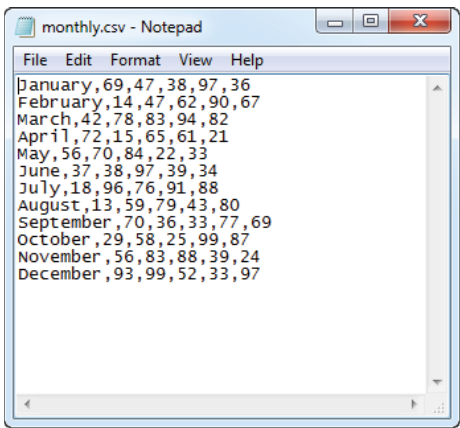 monthly.csv - Notepad
File Edit Format View Help
January,69,47,38,97,36
February,14,47,62,90,67
March,42,78,83,94,82
April,72,15,65,61,21
May,56,70,84,22,33
June,37,38,97,39,34
July,18,96,76,91,88
August,13,59,79,43,80
September,70,36,33,77,69
October,29,58,25,99,87
November,56,83,88,39,24
December,93,99,52,33,97